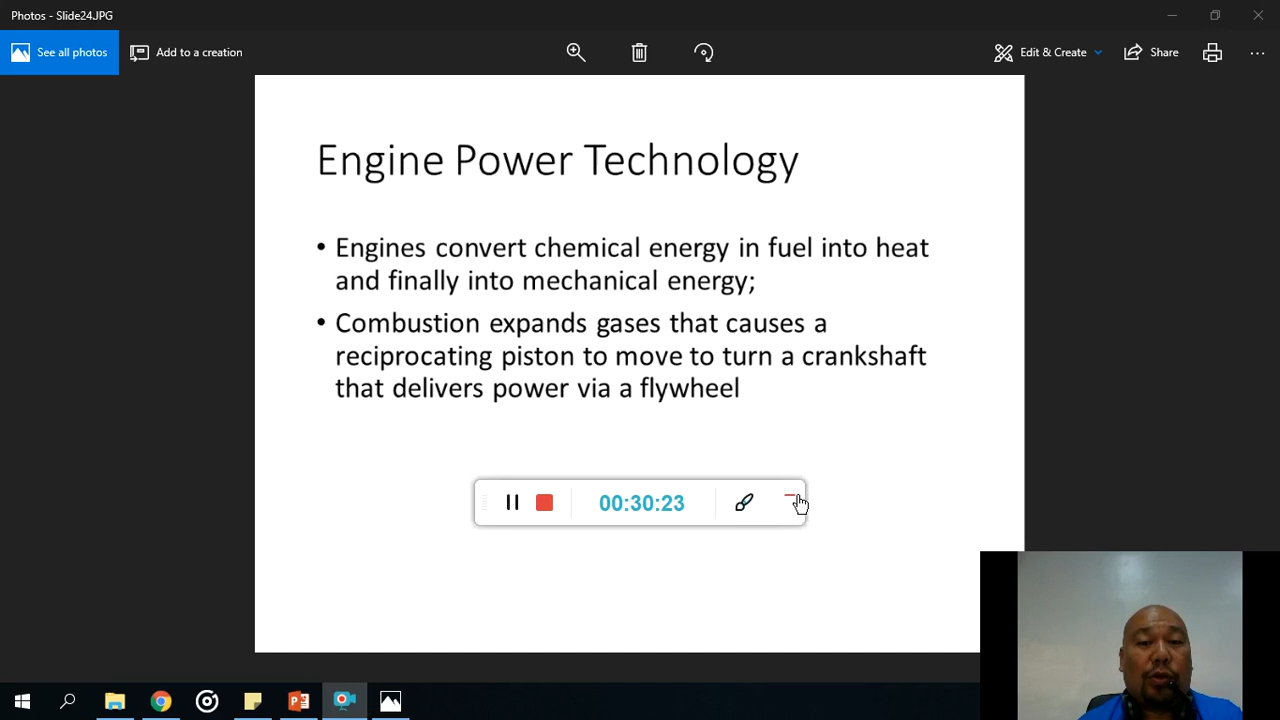 Photos - Slide24JPG
See all photos
Add to a creation
Edit & Create
Share
Engine Power Technology
• Engines convert chemical energy in fuel into heat
and finally into mechanical energy;
• Combustion expands gases that causes a
reciprocating piston to move to turn a crankshaft
that delivers power via a flywheel
00:30:23